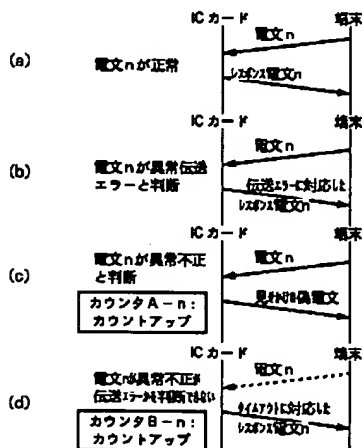 ICカード 端末
(a) 電文nが正常
電文n
レスポンス電文n
ICカード 端末
(b) 電文nが異常伝送
エラーと判断
電文n
伝送エラーに対応した
レスポンス電文n
ICカード 端末
(c) 電文nが異常不正
と判断
電文n
見せかけの偽電文
カウンタA-n:
カウントアップ
ICカード 端末
(d) 電文nが異常不正か
伝送エラーかを判断できない
電文n
タイムアウトに対応した
レスポンス電文n
カウンタB-n:
カウントアップ